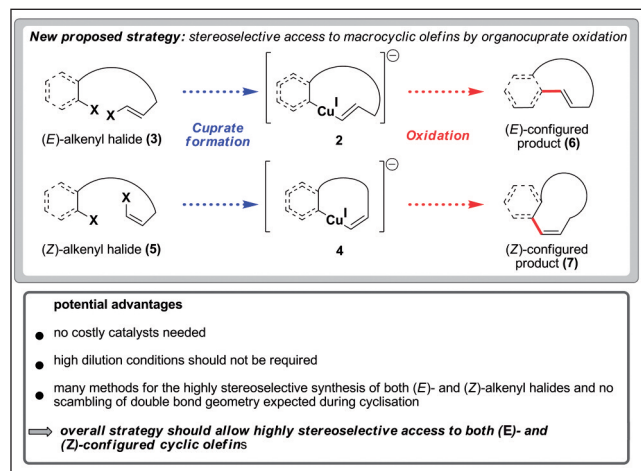 New proposed strategy: stereoselective access to macrocyclic olefins by organocuprate oxidation
X X
(E)-alkenyl halide (3)
Cuprate
formation
CuI
⊖
2
Oxidation
(E)-configured
product (6)
X
X
(Z)-alkenyl halide (5)
CuI
⊖
4
(Z)-configured
product (7)
potential advantages
● no costly catalysts needed
● high dilution conditions should not be required
● many methods for the highly stereoselective synthesis of both (E)- and (Z)-alkenyl halides and no
scambling of double bond geometry expected during cyclisation
overall strategy should allow highly stereoselective access to both (E)- and
(Z)-configured cyclic olefins